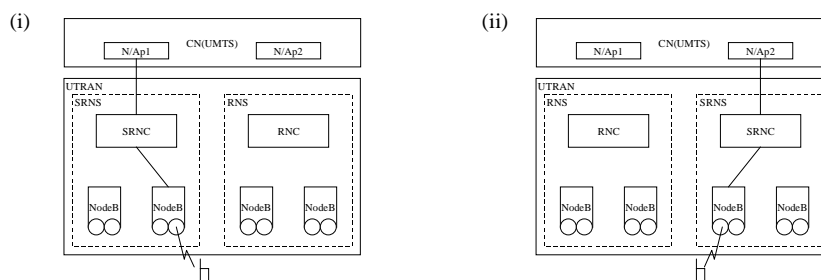 (i)
CN(UMTS)
N/Ap1
N/Ap2
UTRAN
SRNS
RNS
SRNC
RNC
NodeB
NodeB
NodeB
NodeB
(ii)
CN(UMTS)
N/Ap1
N/Ap2
UTRAN
RNS
SRNS
RNC
SRNC
NodeB
NodeB
NodeB
NodeB